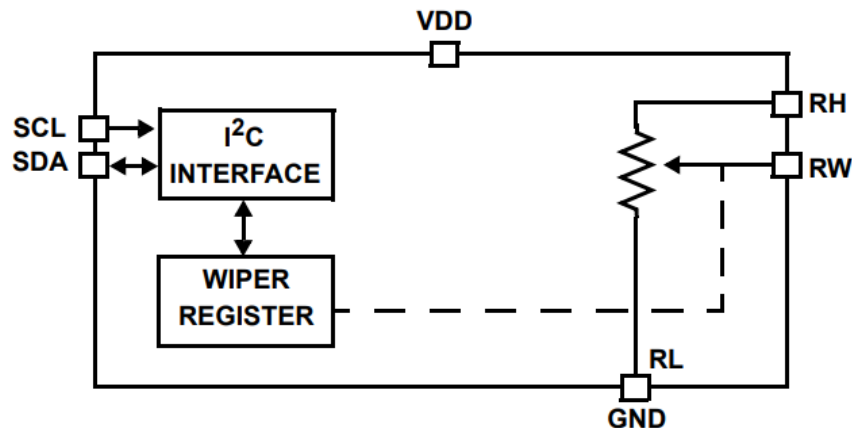 VDD
SCL
SDA
I²C
INTERFACE
RH
RW
WIPER
REGISTER
RL
GND